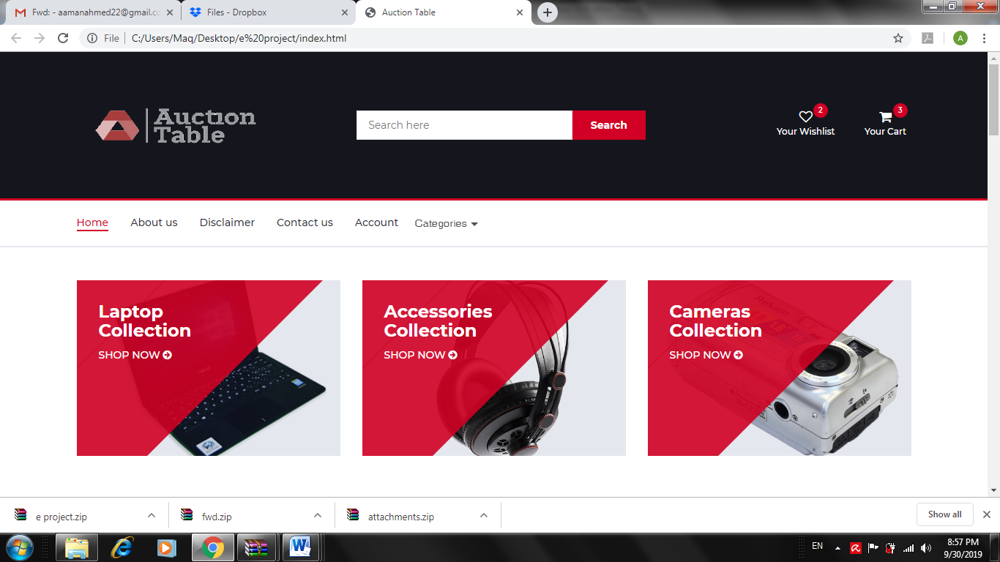 Fwd: - aamanahmed22@gmail.co
Files - Dropbox
Auction Table
File
C:/Users/Maq/Desktop/e%20project/index.html
A
Auction
Table
Search here
Search
2
Your Wishlist
3
Your Cart
Home
About us
Disclaimer
Contact us
Account
Categories
Laptop
Collection
SHOP NOW
Accessories
Collection
SHOP NOW
Cameras
Collection
SHOP NOW
Rokam
e project.zip
fwd.zip
attachments.zip
Show all
EN
8:57 PM
9/30/2019